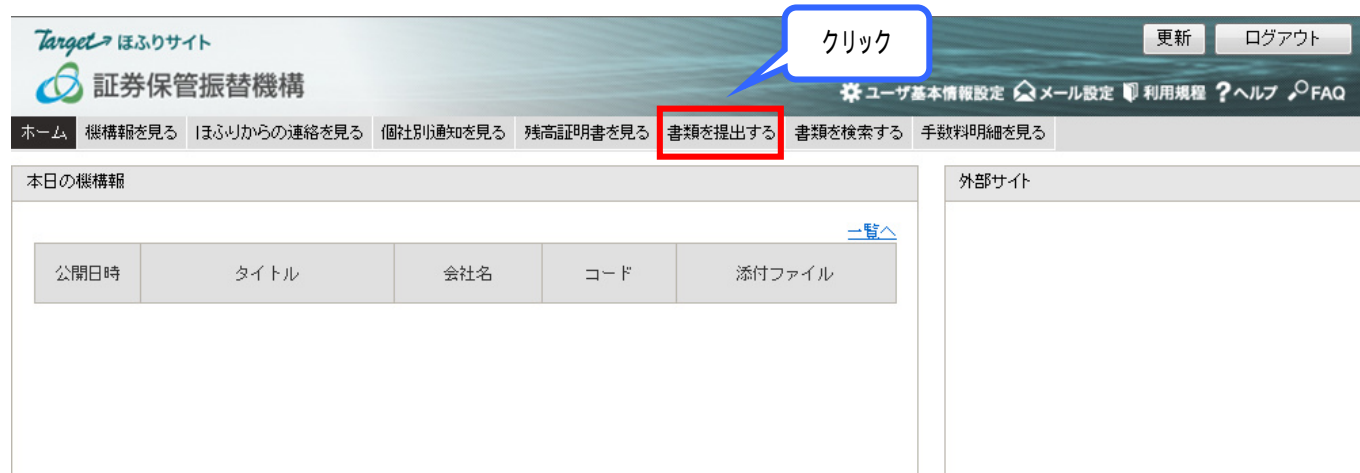 Target ほふりサイト
証券保管振替機構
クリック
更新 ログアウト
ユーザ基本情報設定 メール設定 利用規程 ?ヘルプ FAQ
ホーム 機構報を見る ほふりからの連絡を見る 個社別通知を見る 残高証明書を見る 書類を提出する 書類を検索する 手数料明細を見る
本日の機構報
外部サイト
一覧へ
公開日時 タイトル 会社名 コード 添付ファイル